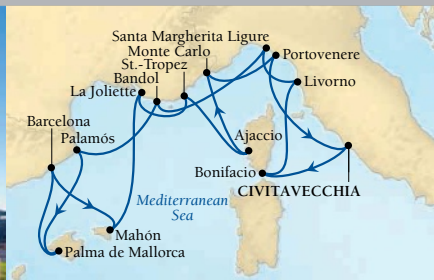 Santa Margherita Ligure
Monte Carlo
Portovenere
St.-Tropez
Bandol
Livorno
La Joliette
Barcelona
Palamós
Ajaccio
Bonifacio
CIVITAVECCHIA
Mediterranean
Sea
Mahón
Palma de Mallorca